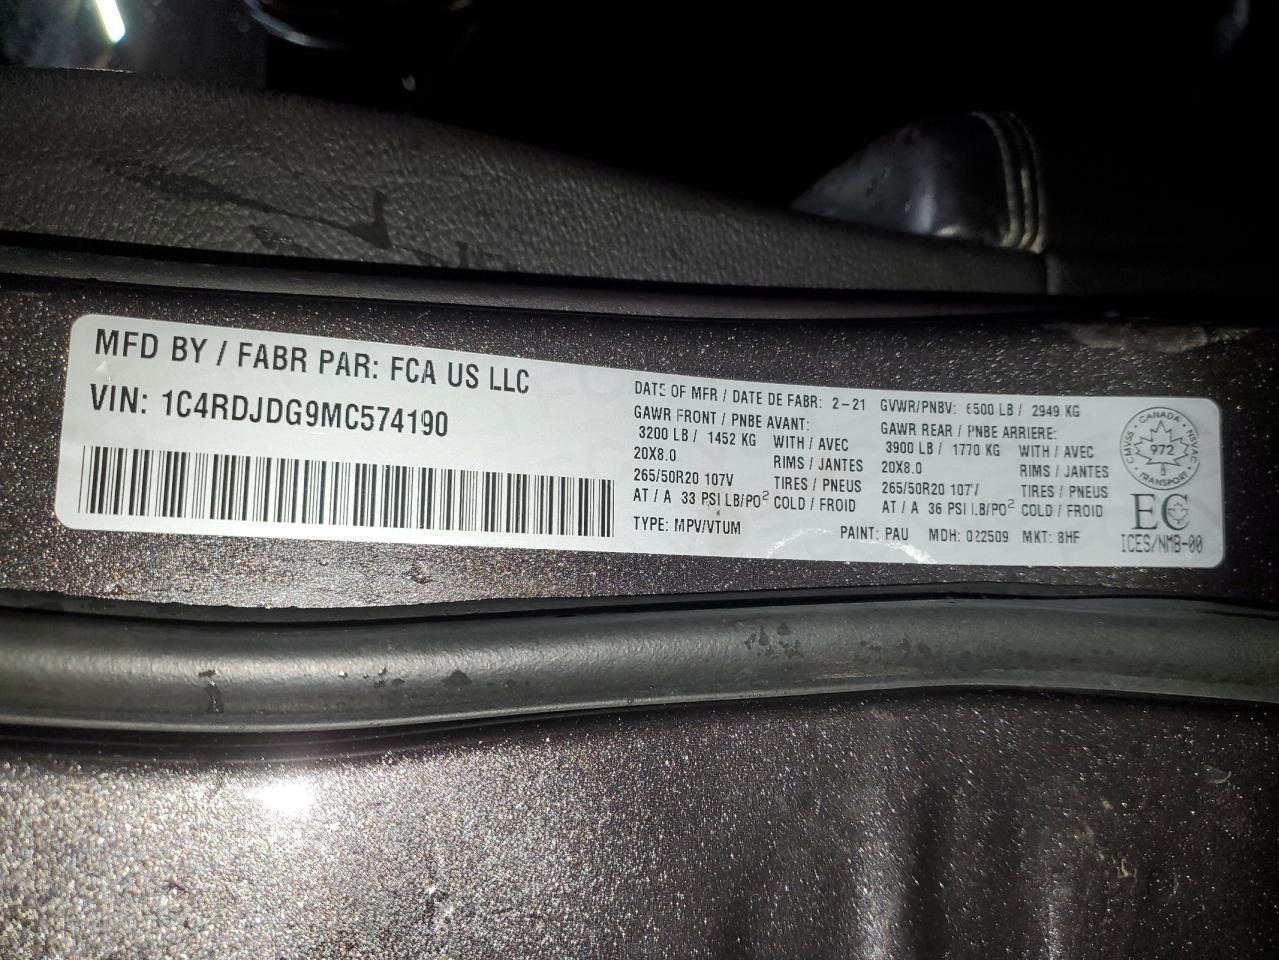 MFD BY / FABR PAR: FCA US LLC
VIN: 1C4RDJDG9MC574190
DATE OF MFR / DATE DE FABR: 2-21
GAWR FRONT / PNBE AVANT:
3200 LB / 1452 KG WITH / AVEC
20X8.0 RIMS / JANTES
265/50R20 107V TIRES / PNEUS
AT / A 33 PSI LB/PO² COLD / FROID
TYPE: MPV/VTUM
GVWR/PNBV: 6500 LB / 2949 KG
GAWR REAR / PNBE ARRIERE:
3900 LB / 1770 KG WITH / AVEC
20X8.0 RIMS / JANTES
265/50R20 107V TIRES / PNEUS
AT / A 36 PSI LB/PO² COLD / FROID
PAINT: PAU MDH: 022509 MKT: 8HF
CANADA
CMVSS 972 NSVAC
TRANSPORT
EC
ICES/NMB-00